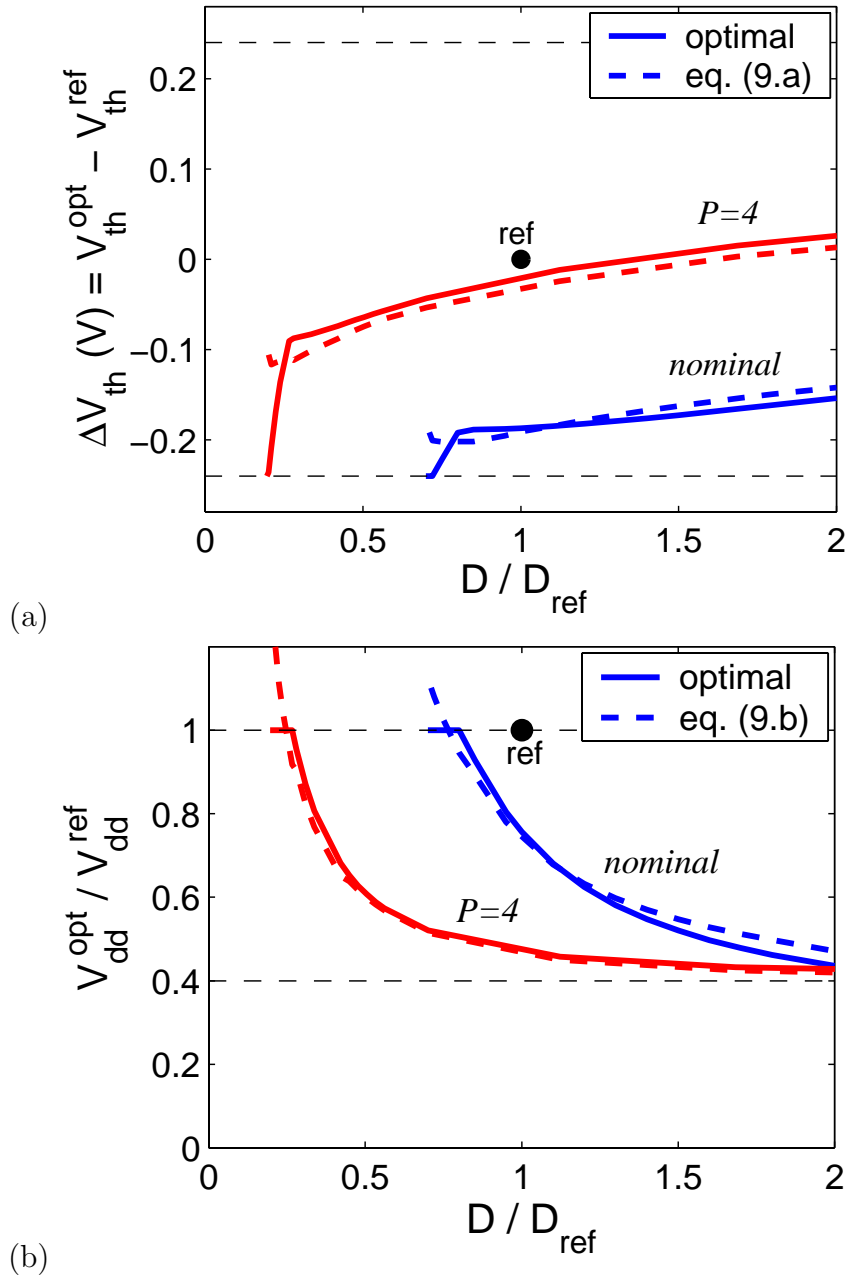 optimal
eq. (9.a)
0.2
0.1
0
−0.1
−0.2
ΔV_th (V) = V_th^opt − V_th^ref
P=4
ref
nominal
0
0.5
1
1.5
2
D / D_ref
(a)
optimal
eq. (9.b)
1
0.8
0.6
0.4
0.2
0
V_dd^opt / V_dd^ref
ref
nominal
P=4
0
0.5
1
1.5
2
D / D_ref
(b)